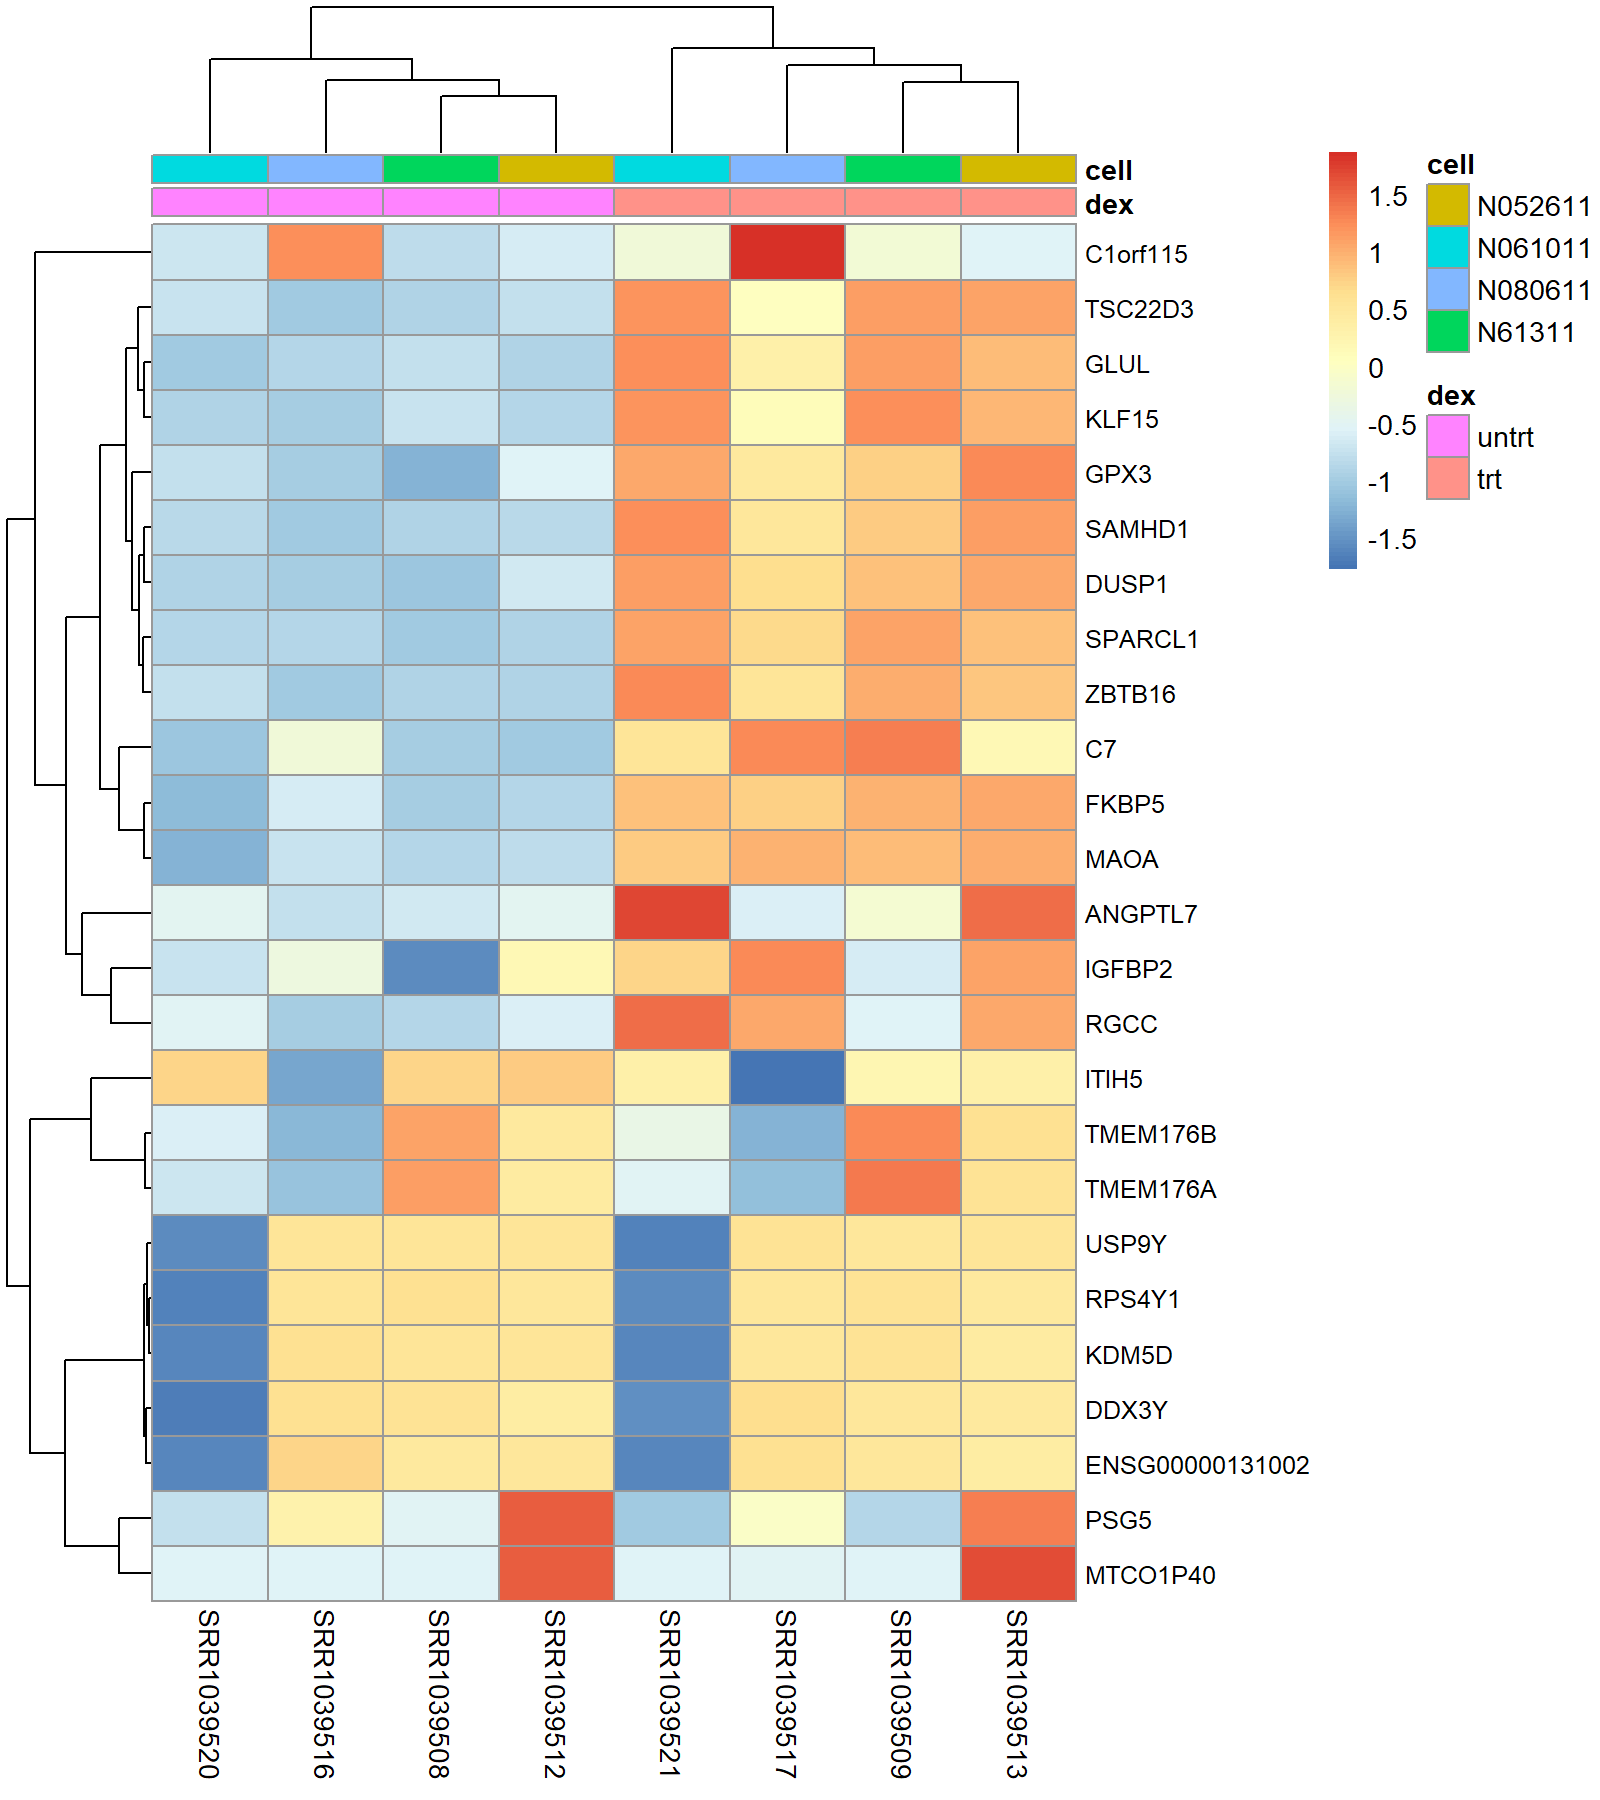 cell
dex
C1orf115
TSC22D3
GLUL
KLF15
GPX3
SAMHD1
DUSP1
SPARCL1
ZBTB16
C7
FKBP5
MAOA
ANGPTL7
IGFBP2
RGCC
ITIH5
TMEM176B
TMEM176A
USP9Y
RPS4Y1
KDM5D
DDX3Y
ENSG00000131002
PSG5
MTCO1P40
SRR1039520
SRR1039516
SRR1039508
SRR1039512
SRR1039521
SRR1039517
SRR1039509
SRR1039513
1.5
1
0.5
0
-0.5
-1
-1.5
cell
N052611
N061011
N080611
N61311
dex
untrt
trt